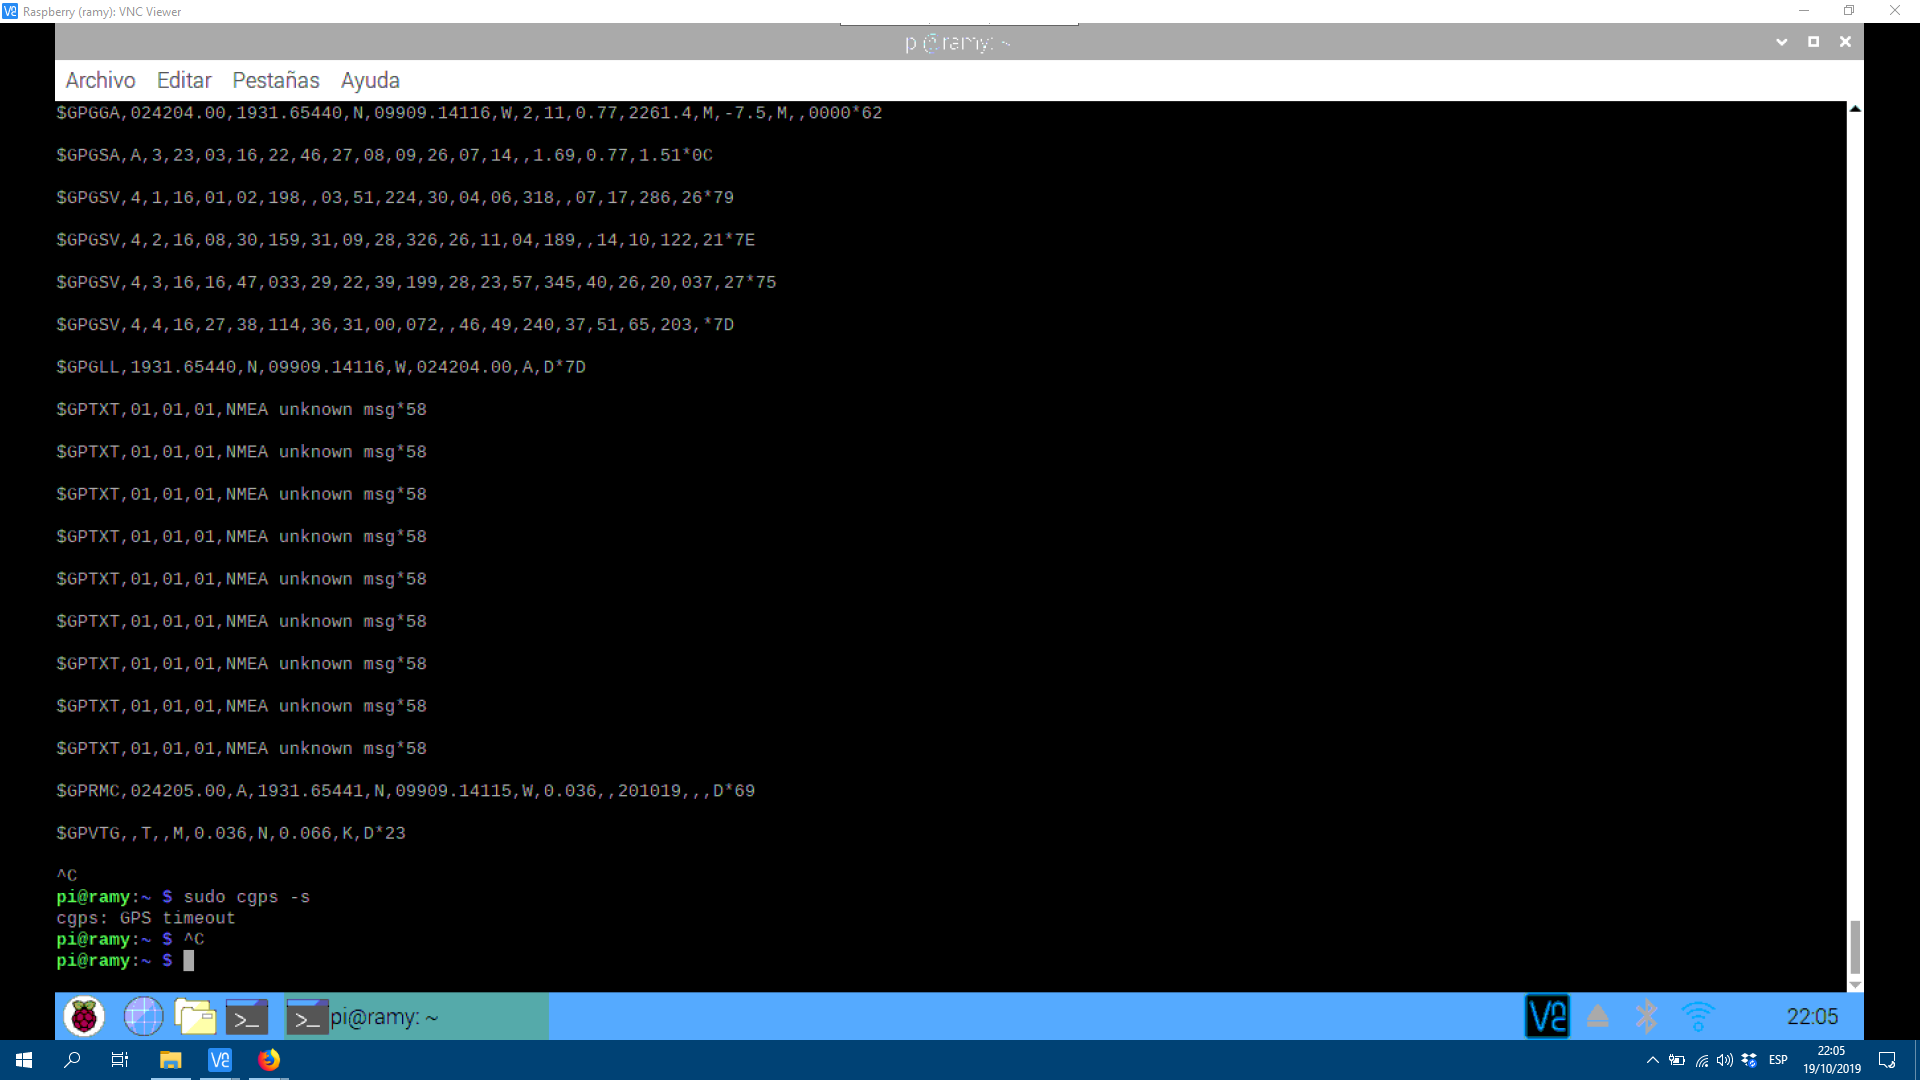 Raspberry (ramy): VNC Viewer
pi@ramy: ~
Archivo Editar Pestañas Ayuda
$GPGGA,024204.00,1931.65440,N,09909.14116,W,2,11,0.77,2261.4,M,-7.5,M,,0000*62
$GPGSA,A,3,23,03,16,22,46,27,08,09,26,07,14,,1.69,0.77,1.51*0C
$GPGSV,4,1,16,01,02,198,,03,51,224,30,04,06,318,,07,17,286,26*79
$GPGSV,4,2,16,08,30,159,31,09,28,326,26,11,04,189,,14,10,122,21*7E
$GPGSV,4,3,16,16,47,033,29,22,39,199,28,23,57,345,40,26,20,037,27*75
$GPGSV,4,4,16,27,38,114,36,31,00,072,,46,49,240,37,51,65,203,*7D
$GPGLL,1931.65440,N,09909.14116,W,024204.00,A,D*7D
$GPTXT,01,01,01,NMEA unknown msg*58
$GPTXT,01,01,01,NMEA unknown msg*58
$GPTXT,01,01,01,NMEA unknown msg*58
$GPTXT,01,01,01,NMEA unknown msg*58
$GPTXT,01,01,01,NMEA unknown msg*58
$GPTXT,01,01,01,NMEA unknown msg*58
$GPTXT,01,01,01,NMEA unknown msg*58
$GPTXT,01,01,01,NMEA unknown msg*58
$GPTXT,01,01,01,NMEA unknown msg*58
$GPRMC,024205.00,A,1931.65441,N,09909.14115,W,0.036,,201019,,,D*69
$GPVTG,,T,,M,0.036,N,0.066,K,D*23
^C
pi@ramy:~ $ sudo cgps -s
cgps: GPS timeout
pi@ramy:~ $ ^C
pi@ramy:~ $
pi@ramy: ~
22:05
ESP
22:05
19/10/2019